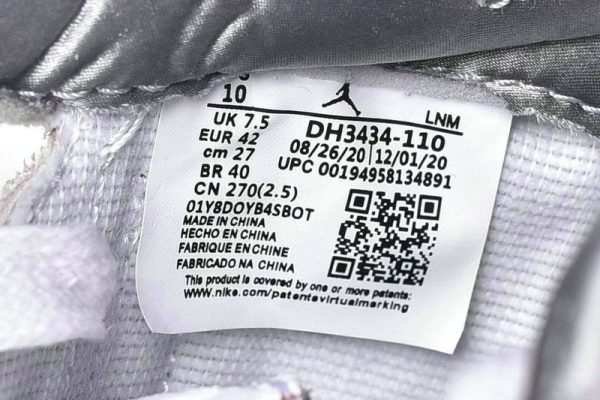 10
LNM
UK 7.5
DH3434-110
EUR 42
08/26/20 12/01/20
cm 27
UPC 00194958134891
BR 40
CN 270(2.5)
01Y8DOYB4SBOT
MADE IN CHINA
HECHO EN CHINA
FABRIQUE EN CHINE
FABRICADO NA CHINA
This product is covered by one or more patents:
www.nike.com/patentsvirtualmarking